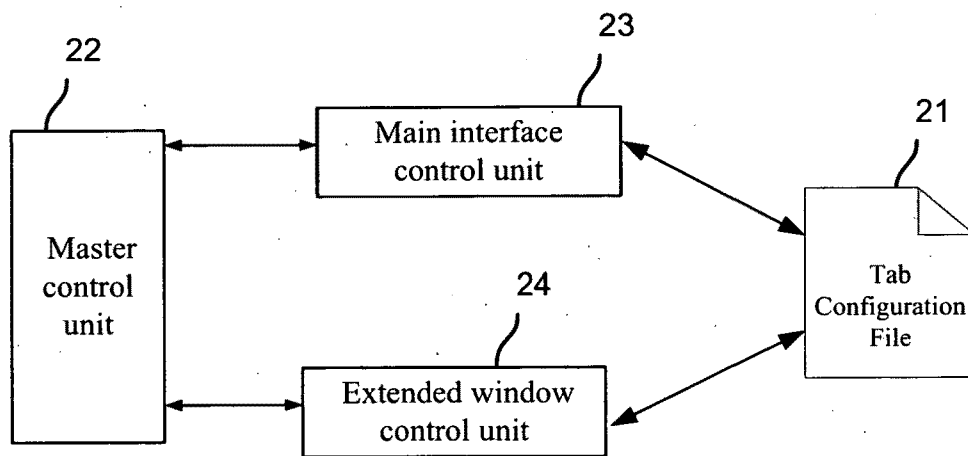 22
23
Main interface
control unit
21
Master
control
unit
Tab
Configuration
File
24
Extended window
control unit